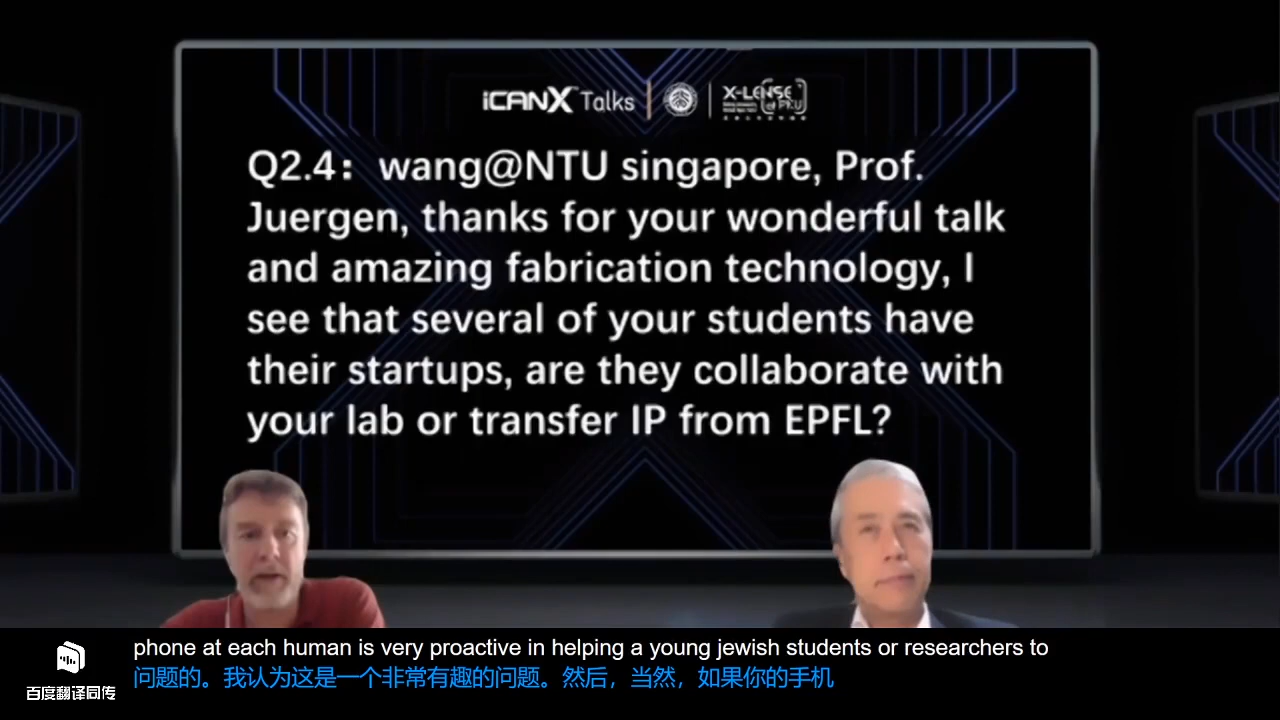 iCANX Talks
X-LENSE
PKU
Q2.4： wang@NTU singapore, Prof.
Juergen, thanks for your wonderful talk
and amazing fabrication technology, I
see that several of your students have
their startups, are they collaborate with
your lab or transfer IP from EPFL?
phone at each human is very proactive in helping a young jewish students or researchers to
问题的。我认为这是一个非常有趣的问题。然后，当然，如果你的手机
百度翻译同传